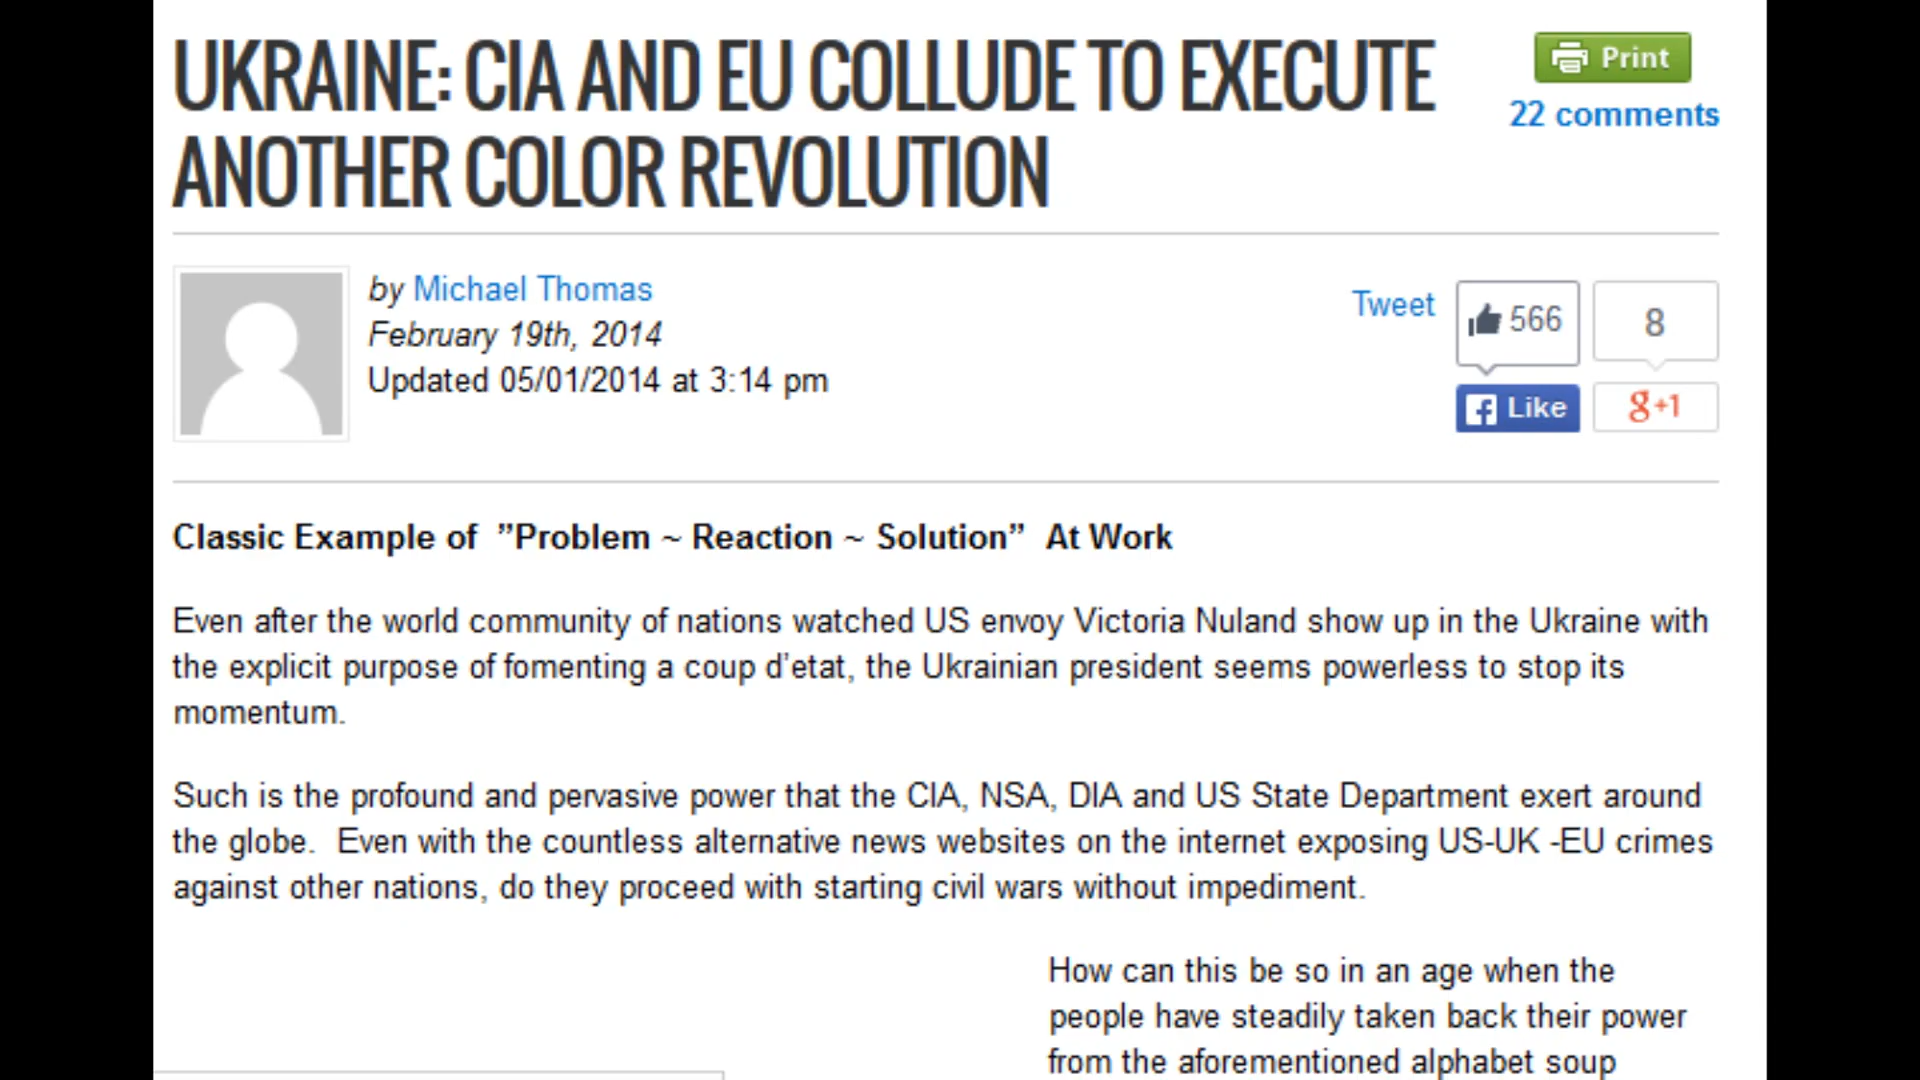 UKRAINE: CIA AND EU COLLUDE TO EXECUTE
ANOTHER COLOR REVOLUTION
Print
22 comments
by Michael Thomas
February 19th, 2014
Updated 05/01/2014 at 3:14 pm
Tweet
566
8
Like
g+1
Classic Example of  ”Problem ~ Reaction ~ Solution”  At Work
Even after the world community of nations watched US envoy Victoria Nuland show up in the Ukraine with
the explicit purpose of fomenting a coup d’etat, the Ukrainian president seems powerless to stop its
momentum.
Such is the profound and pervasive power that the CIA, NSA, DIA and US State Department exert around
the globe.  Even with the countless alternative news websites on the internet exposing US-UK -EU crimes
against other nations, do they proceed with starting civil wars without impediment.
How can this be so in an age when the
people have steadily taken back their power
from the aforementioned alphabet soup